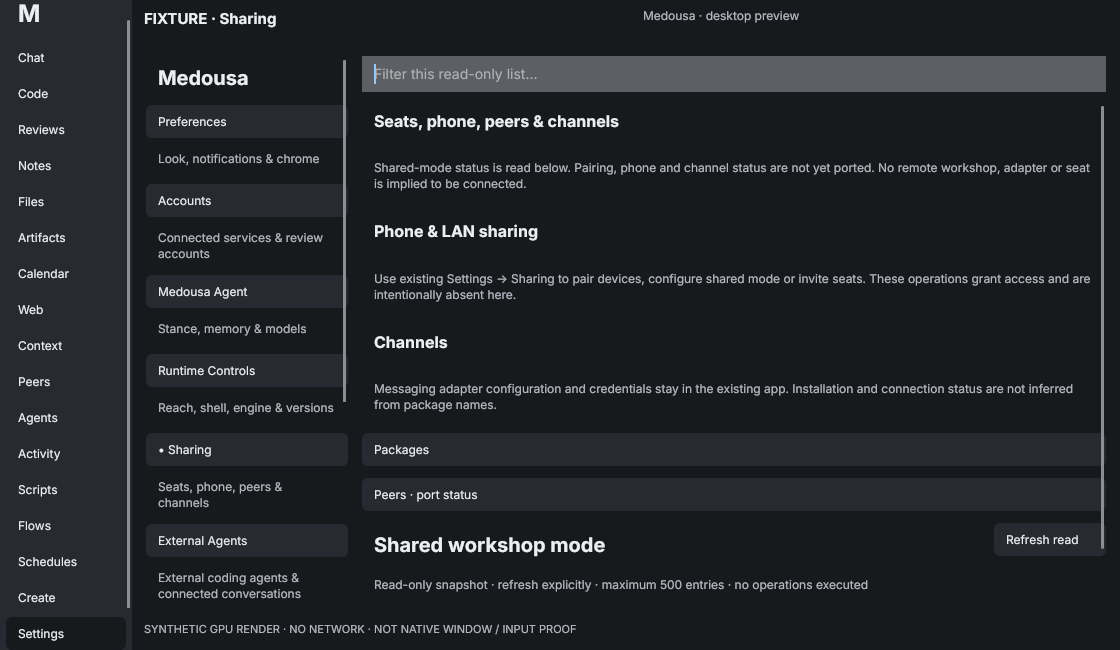 M
Chat
Code
Reviews
Notes
Files
Artifacts
Calendar
Web
Context
Peers
Agents
Activity
Scripts
Flows
Schedules
Create
Settings
FIXTURE · Sharing
Medousa · desktop preview
Medousa
Preferences
Look, notifications & chrome
Accounts
Connected services & review
accounts
Medousa Agent
Stance, memory & models
Runtime Controls
Reach, shell, engine & versions
• Sharing
Seats, phone, peers &
channels
External Agents
External coding agents &
connected conversations
Filter this read-only list...
Seats, phone, peers & channels
Shared-mode status is read below. Pairing, phone and channel status are not yet ported. No remote workshop, adapter or seat
is implied to be connected.
Phone & LAN sharing
Use existing Settings → Sharing to pair devices, configure shared mode or invite seats. These operations grant access and are
intentionally absent here.
Channels
Messaging adapter configuration and credentials stay in the existing app. Installation and connection status are not inferred
from package names.
Packages
Peers · port status
Shared workshop mode
Refresh read
Read-only snapshot · refresh explicitly · maximum 500 entries · no operations executed
SYNTHETIC GPU RENDER · NO NETWORK · NOT NATIVE WINDOW / INPUT PROOF